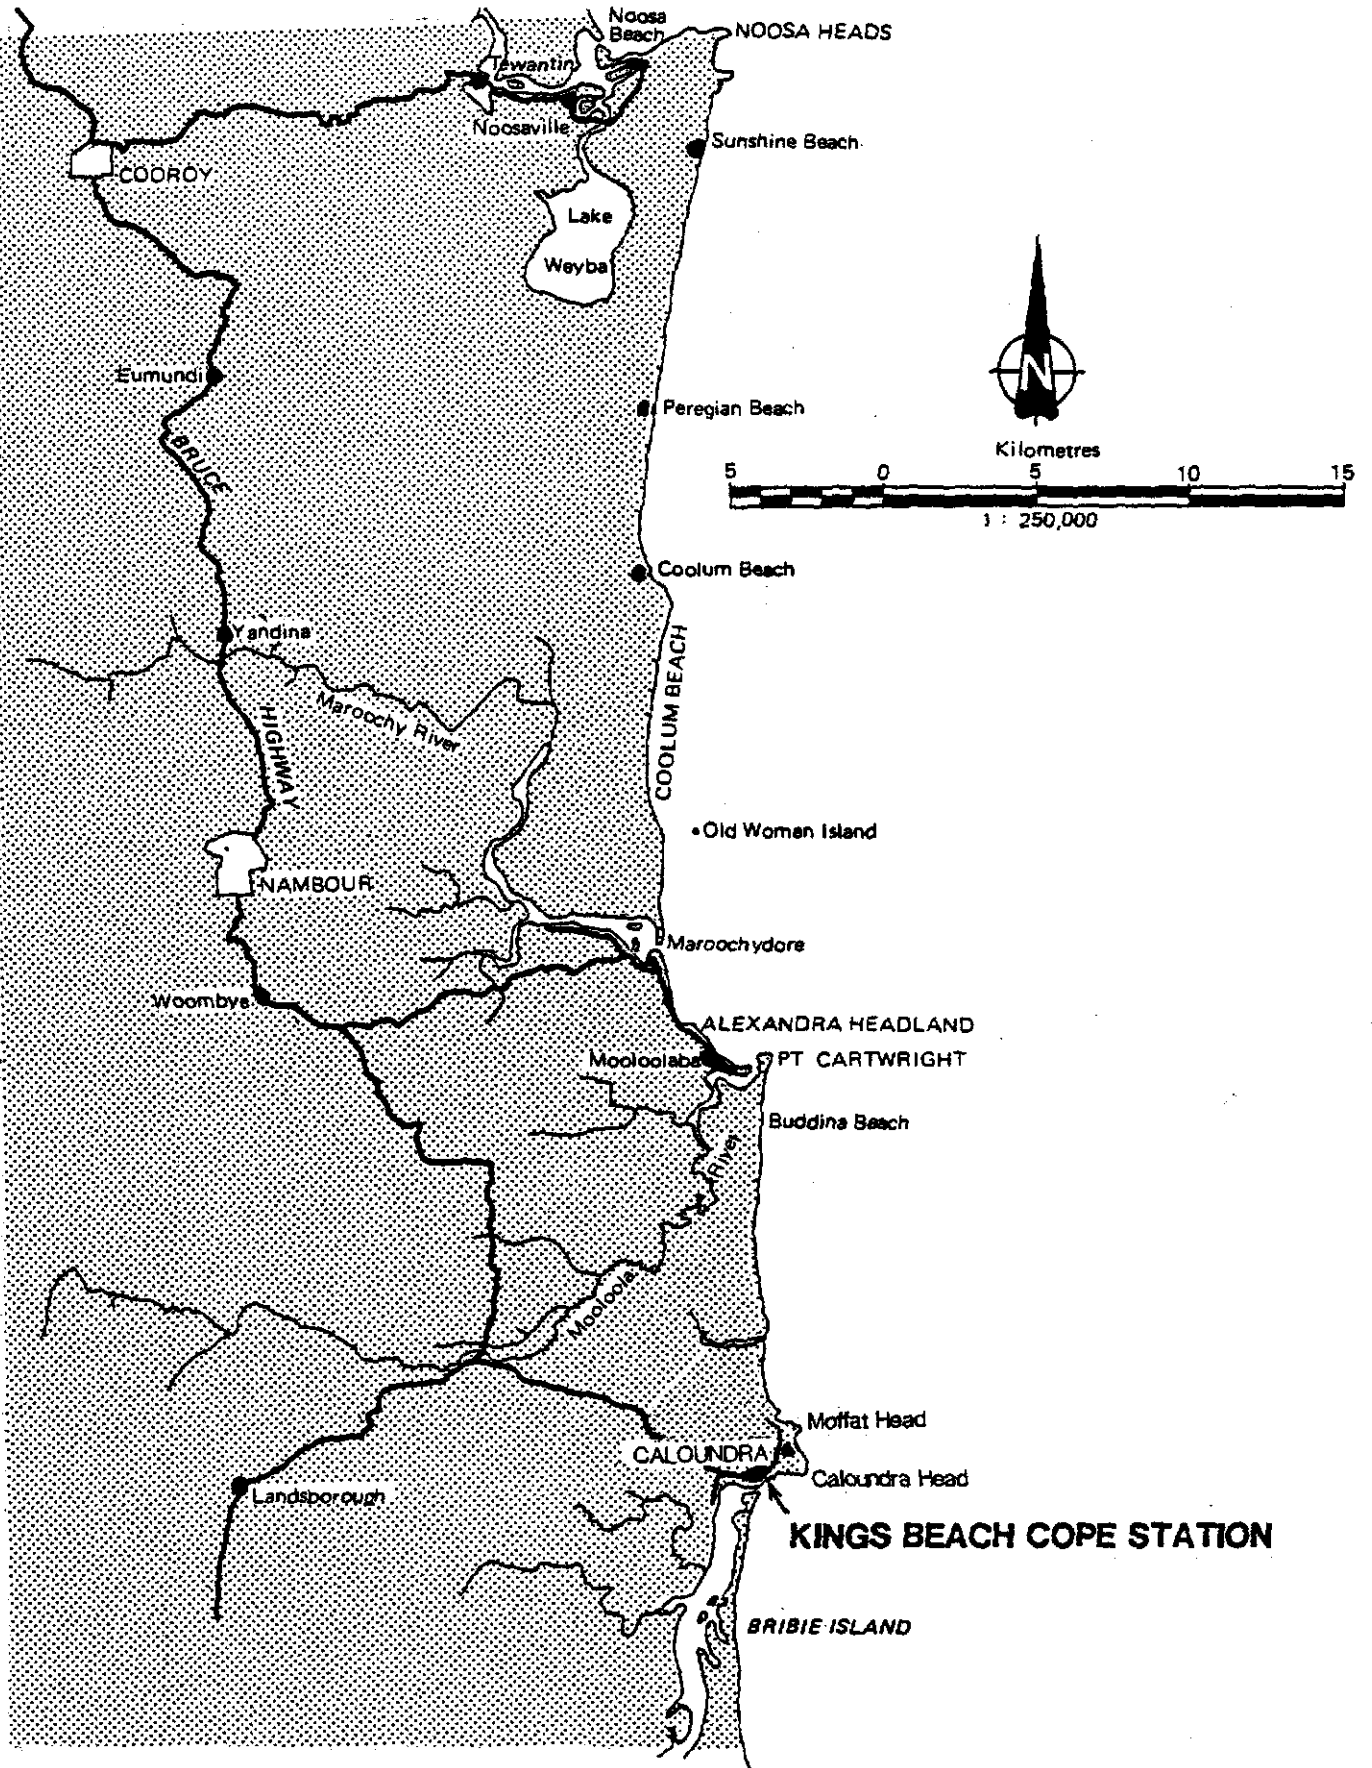 Noosa
Beach
NOOSA HEADS
Tewantin
Noosaville
Sunshine Beach
COOROY
Lake
Weyba
N
Eumundi
Peregian Beach
BRUCE
Kilometres
5 0 5 10 15
1 : 250,000
Coolum Beach
Yandina
COOLUM BEACH
Maroochy River
HIGHWAY
Old Woman Island
NAMBOUR
Maroochydore
Woombye
ALEXANDRA HEADLAND
Mooloolaba
PT CARTWRIGHT
Buddina Beach
River
Mooloola
Moffat Head
CALOUNDRA
Caloundra Head
Landsborough
KINGS BEACH COPE STATION
BRIBIE ISLAND